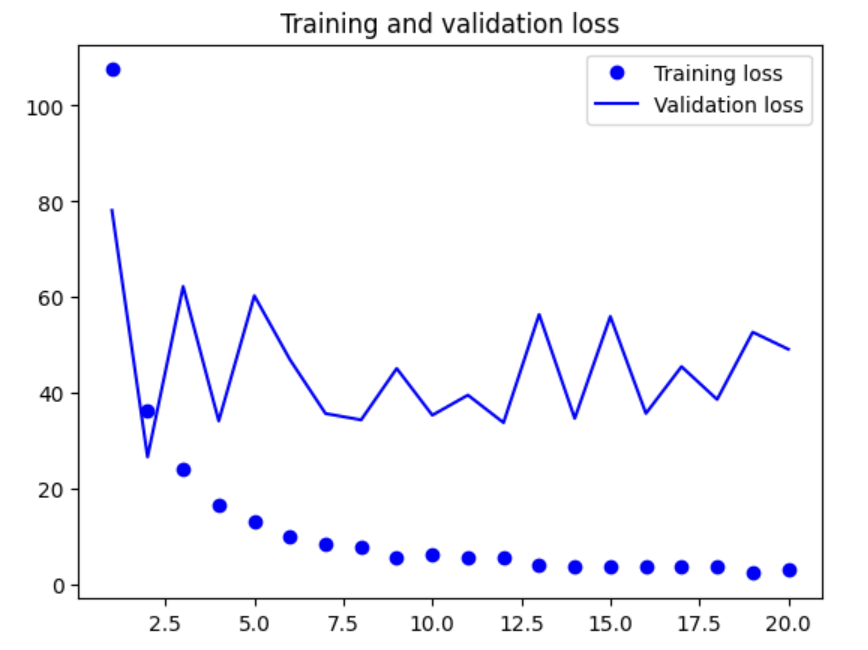 Training and validation loss
Training loss
Validation loss
100
80
60
40
20
0
2.5 5.0 7.5 10.0 12.5 15.0 17.5 20.0